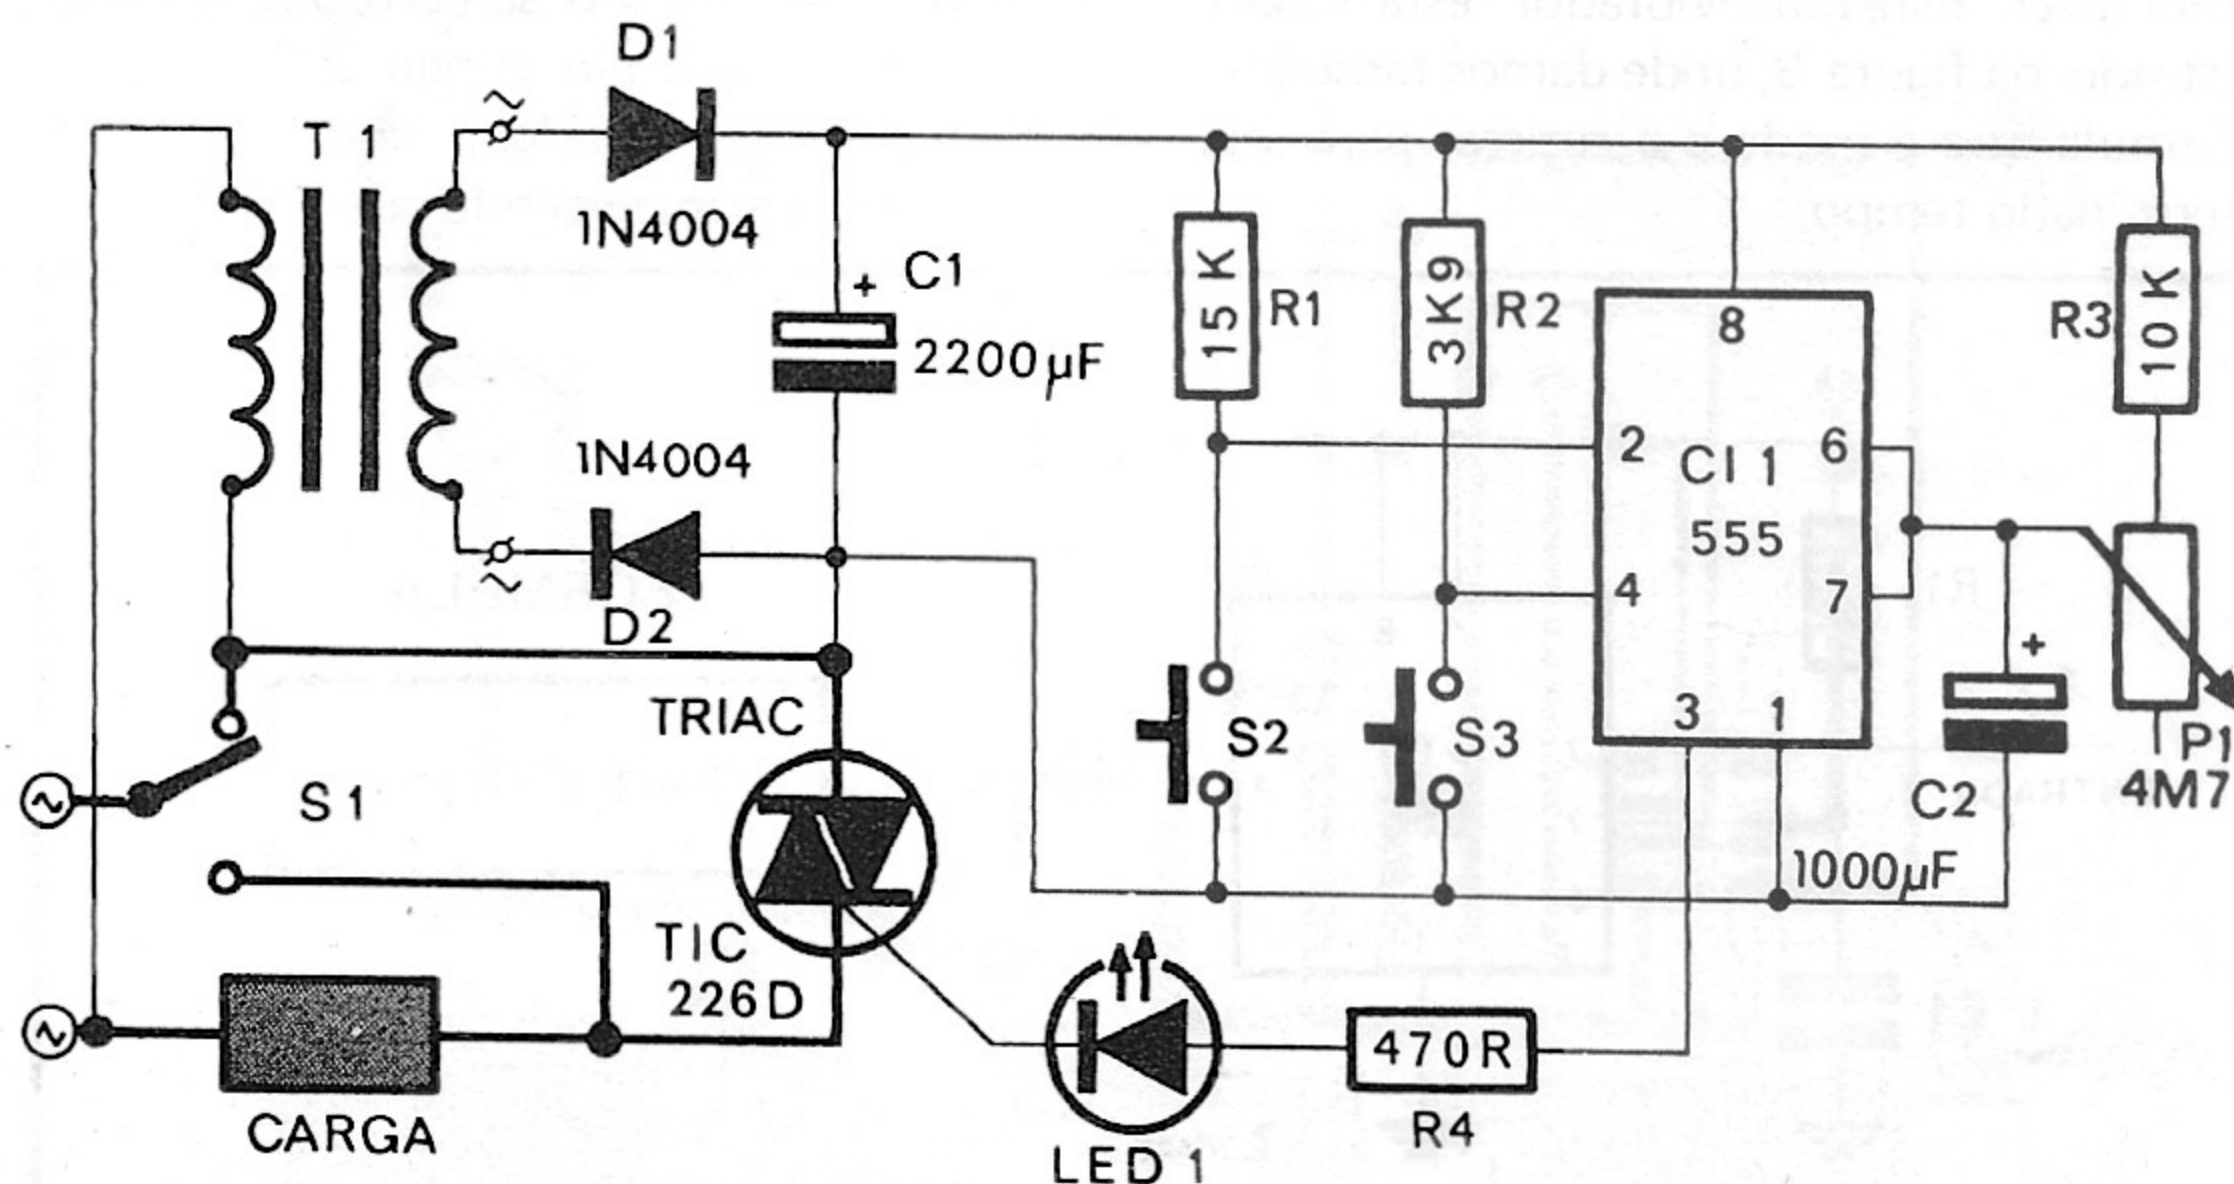 D1
T 1
1N4004
C1
+
2200µF
15 K
R1
3K9
R2
8
R3
10 K
1N4004
D2
2
CI 1
6
555
4
7
+
TRIAC
S2
S3
3
1
P1
4M7
S 1
C2
1000µF
TIC
226D
470R
R4
CARGA
LED 1